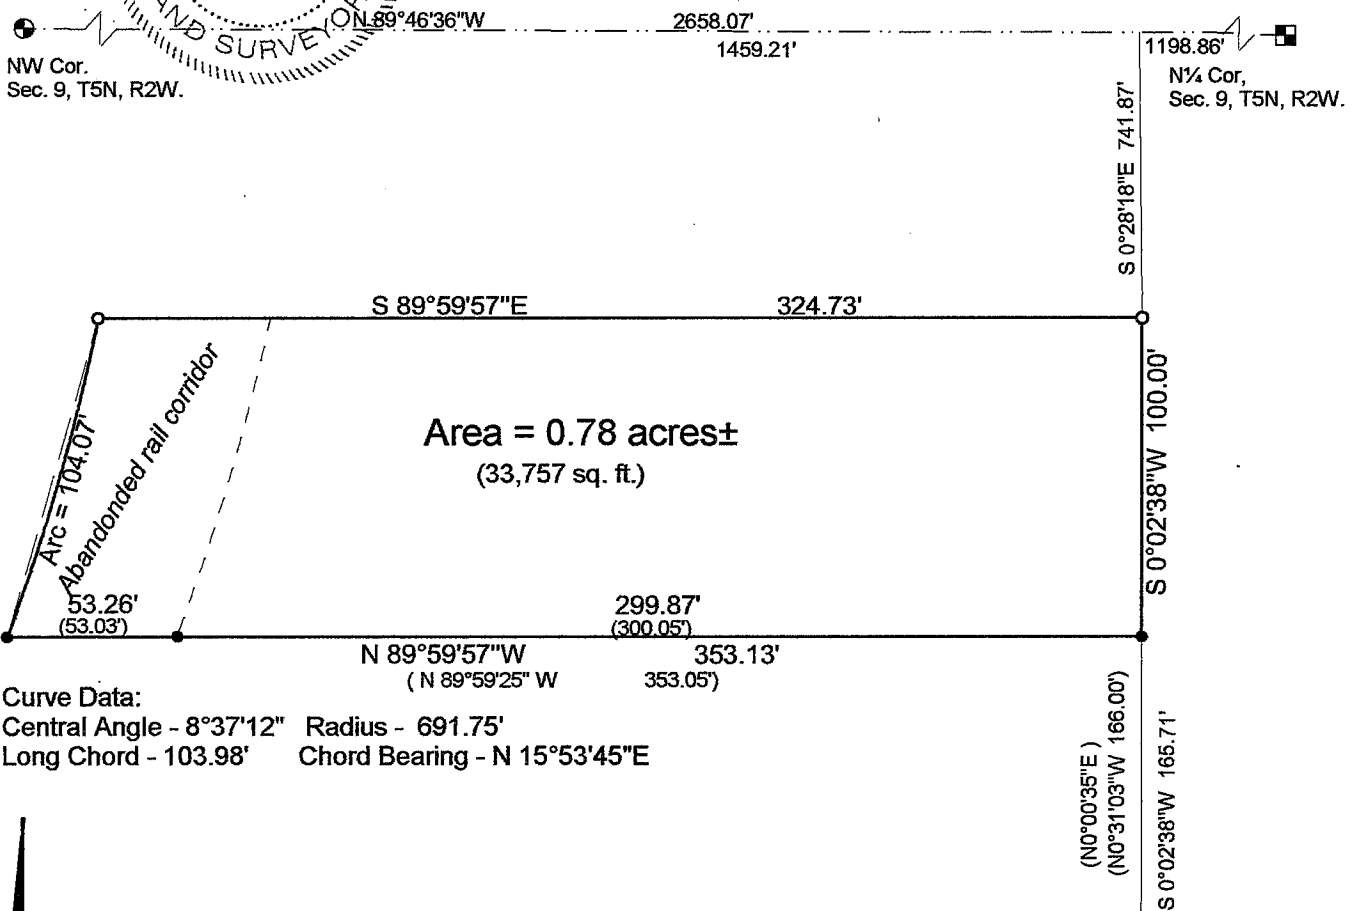 AND SURVEYOR
N 89°46'36"W 2658.07'
1459.21'
1198.86'
NW Cor.
Sec. 9, T5N, R2W.
N¼ Cor,
Sec. 9, T5N, R2W.
S 0°28'18"E 741.87'
S 89°59'57"E 324.73'
Arc = 104.07'
Abandonded rail corridor
Area = 0.78 acres±
(33,757 sq. ft.)
S 0°02'38"W 100.00'
53.26'
(53.03')
299.87'
(300.05')
N 89°59'57"W 353.13'
( N 89°59'25" W 353.05')
Curve Data:
Central Angle - 8°37'12" Radius - 691.75'
Long Chord - 103.98' Chord Bearing - N 15°53'45"E
(N0°00'35"E )
(N0°31'03"W 166.00')
S 0°02'38"W 165.71'